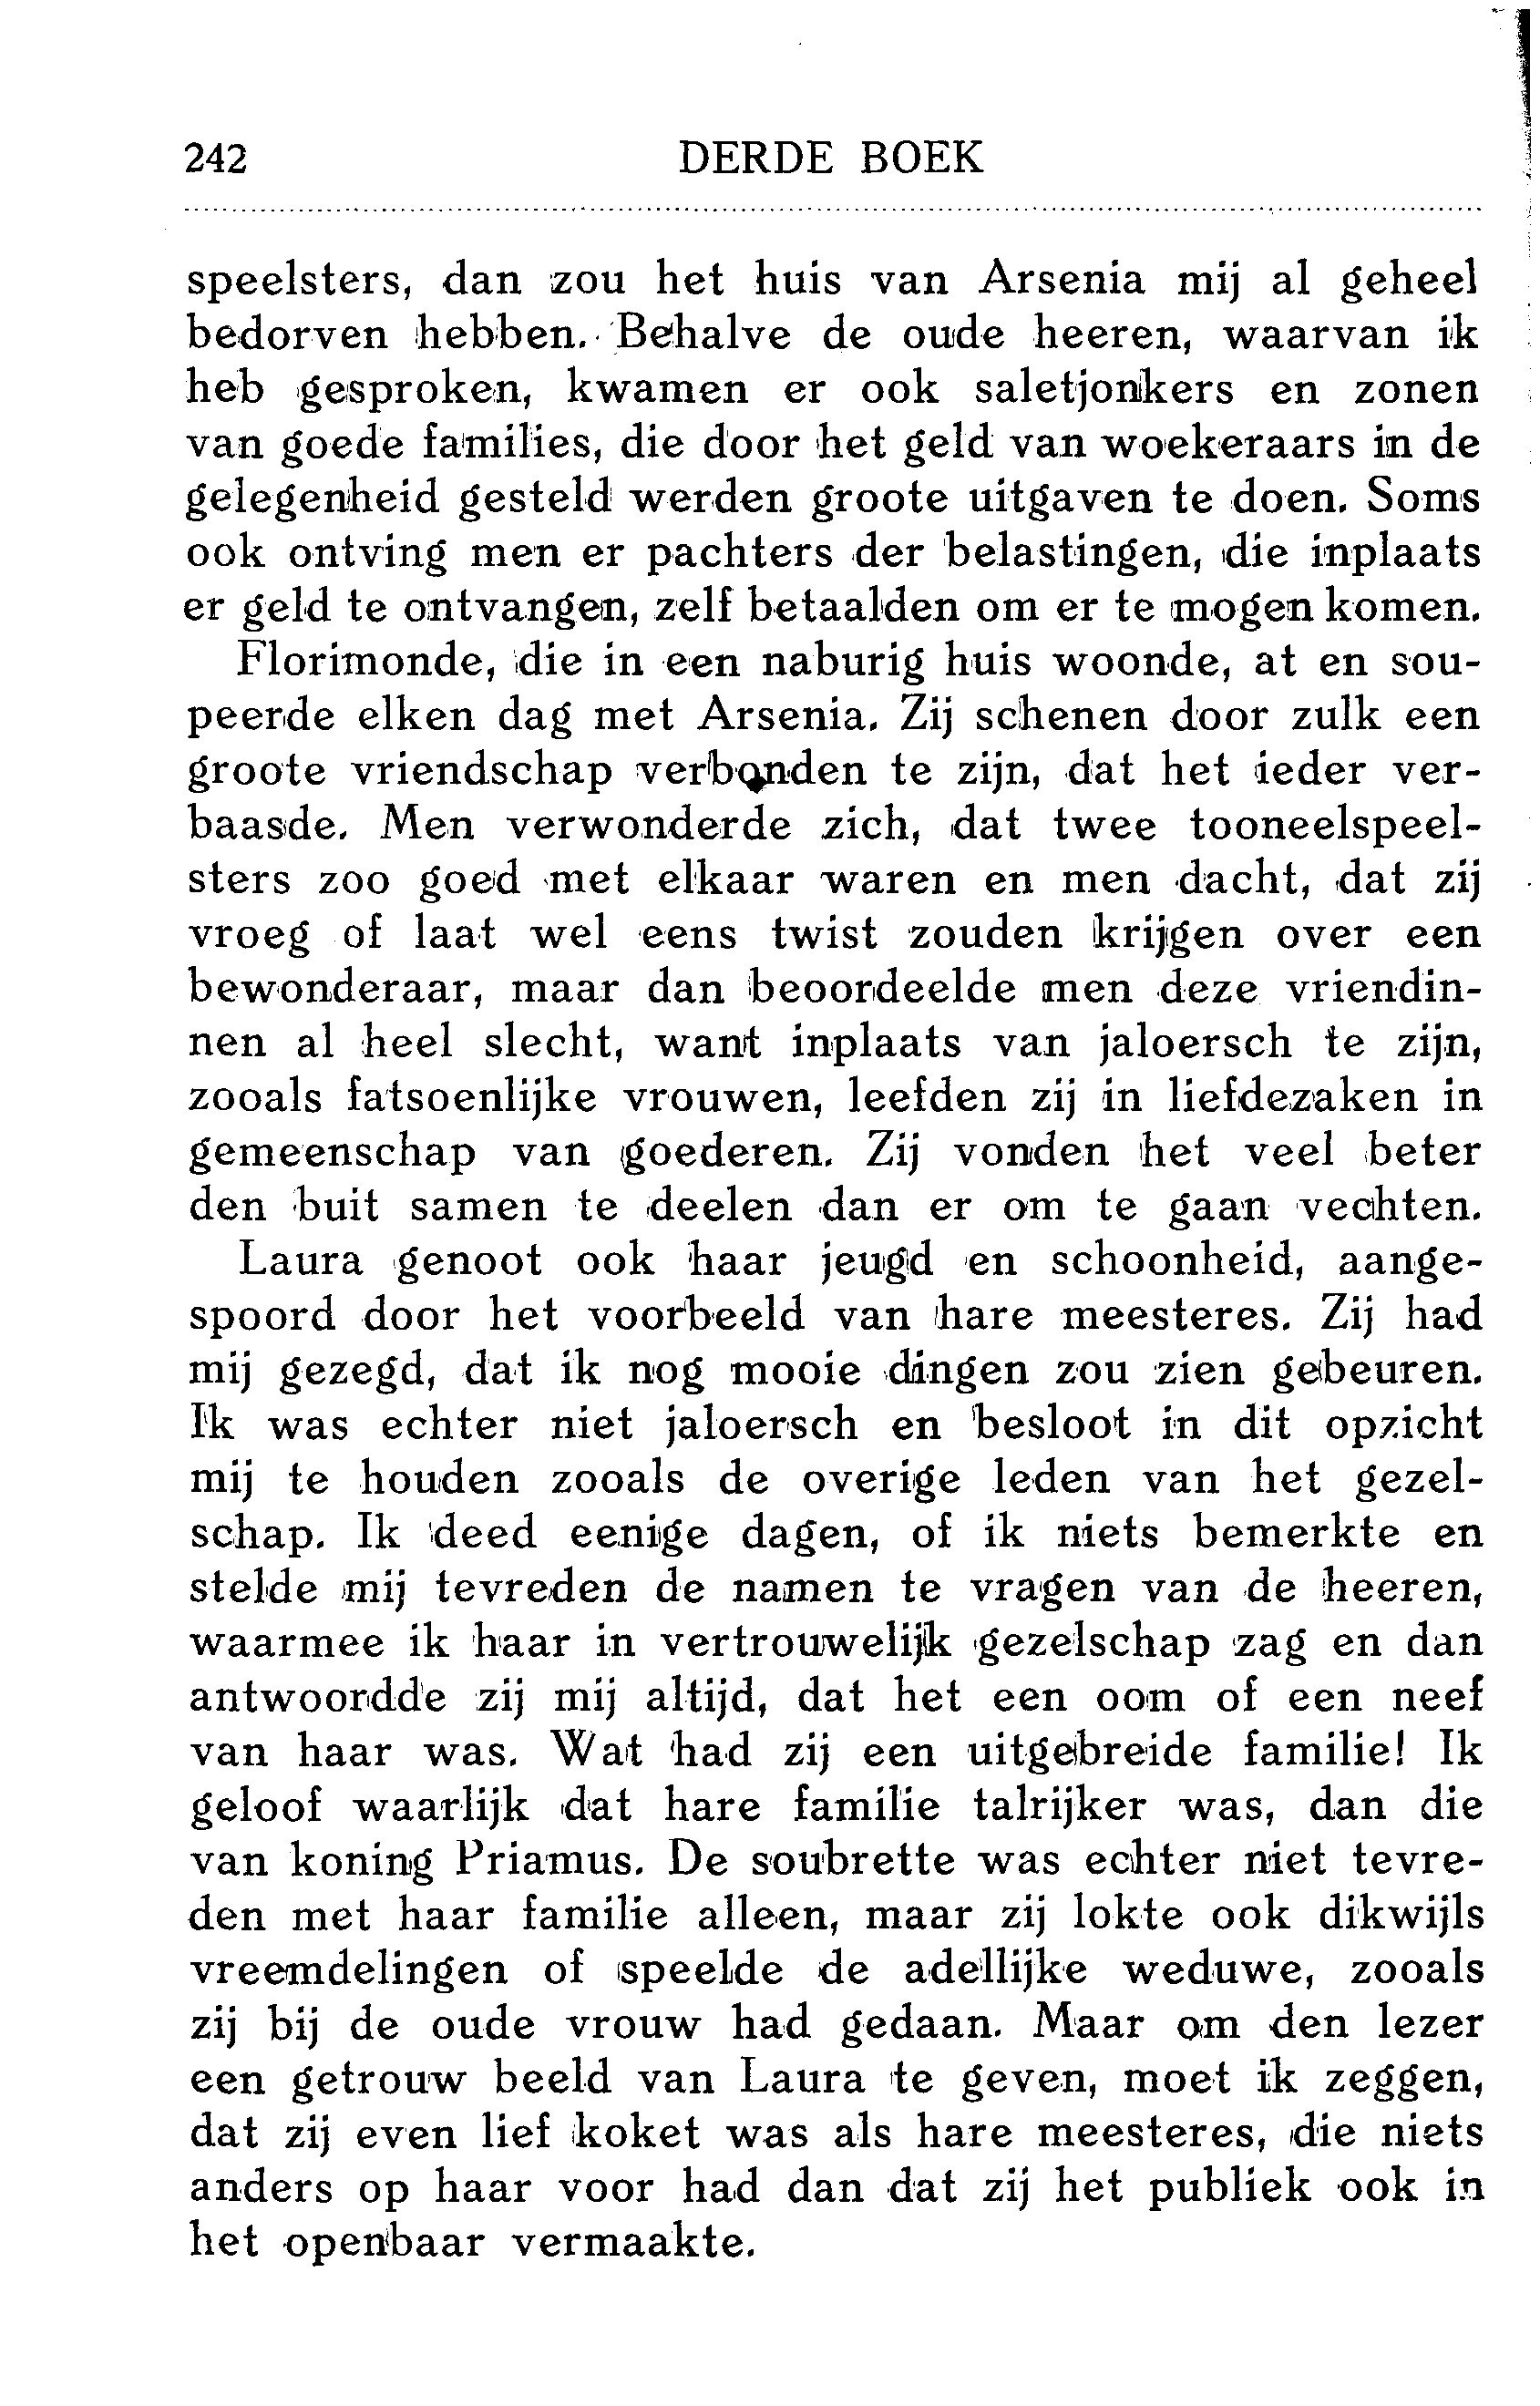 242 DERDE BOEK
speelsters, dan zou het huis van Arsenia mij al geheel
bedorven hebben. Behalve de oude heeren, waarvan ik
heb gesproken, kwamen er ook saletjonkers en zonen
van goede families, die door het geld van woekeraars in de
gelegenheid gesteld werden groote uitgaven te doen. Soms
ook ontving men er pachters der belastingen, die inplaats
er geld te ontvangen, zelf betaalden om er te mogen komen.
Florimonde, die in een naburig huis woonde, at en sou-
peerde elken dag met Arsenia. Zij schenen door zulk een
groote vriendschap verbonden te zijn, dat het ieder ver-
baasde. Men verwonderde zich, dat twee tooneelspeel-
sters zoo goed met elkaar waren en men dacht, dat zij
vroeg of laat wel eens twist zouden krijgen over een
bewonderaar, maar dan beoordeelde men deze vriendin-
nen al heel slecht, want inplaats van jaloersch te zijn,
zooals fatsoenlijke vrouwen, leefden zij in liefdezaken in
gemeenschap van goederen. Zij vonden het veel beter
den buit samen te deelen dan er om te gaan vechten.
Laura genoot ook haar jeugd en schoonheid, aange-
spoord door het voorbeeld van hare meesteres. Zij had
mij gezegd, dat ik nog mooie dingen zou zien gebeuren.
Ik was echter niet jaloersch en besloot in dit opzicht
mij te houden zooals de overige leden van het gezel-
schap. Ik deed eenige dagen, of ik niets bemerkte en
stelde mij tevreden de namen te vragen van de heeren,
waarmee ik haar in vertrouwelijk gezelschap zag en dan
antwoordde zij mij altijd, dat het een oom of een neef
van haar was. Wat had zij een uitgebreide familie! Ik
geloof waarlijk dat hare familie talrijker was, dan die
van koning Priamus. De soubrette was echter niet tevre-
den met haar familie alleen, maar zij lokte ook dikwijls
vreemdelingen of speelde de adellijke weduwe, zooals
zij bij de oude vrouw had gedaan. Maar om den lezer
een getrouw beeld van Laura te geven, moet ik zeggen,
dat zij even lief koket was als hare meesteres, die niets
anders op haar voor had dan dat zij het publiek ook in
het openbaar vermaakte.